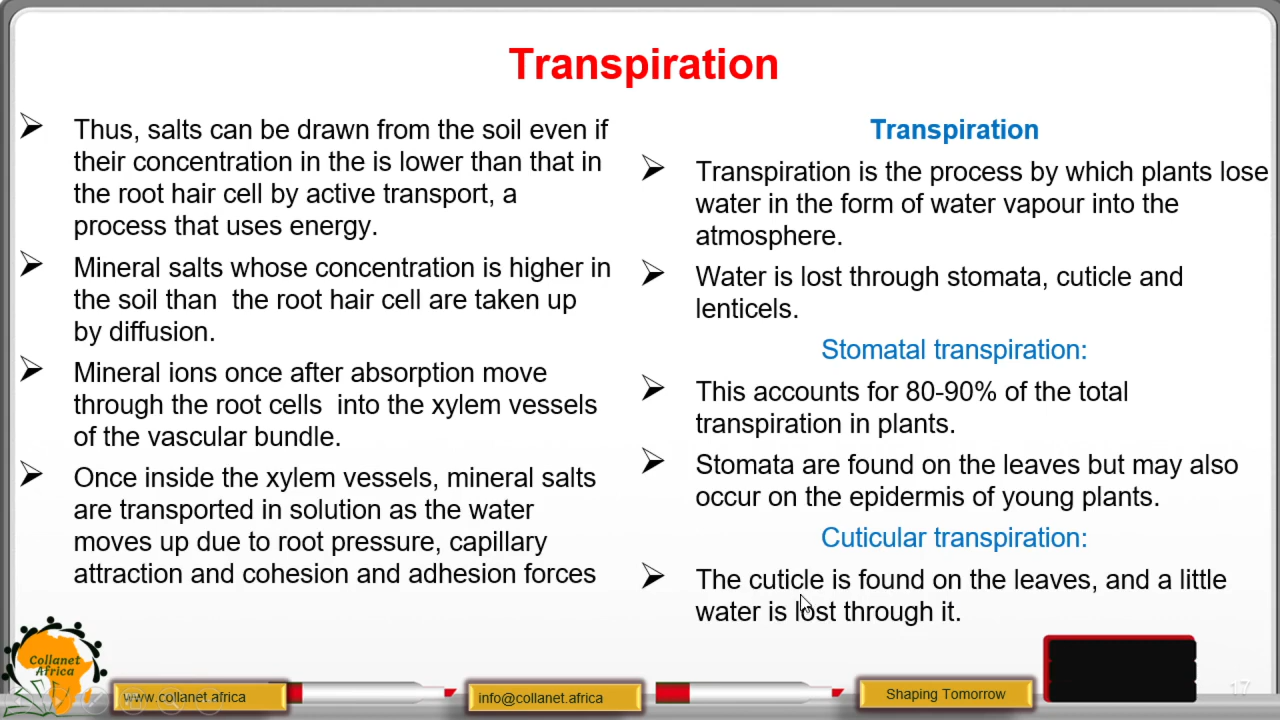 Transpiration
Thus, salts can be drawn from the soil even if
their concentration in the is lower than that in
the root hair cell by active transport, a
process that uses energy.
Mineral salts whose concentration is higher in
the soil than the root hair cell are taken up
by diffusion.
Mineral ions once after absorption move
through the root cells into the xylem vessels
of the vascular bundle.
Once inside the xylem vessels, mineral salts
are transported in solution as the water
moves up due to root pressure, capillary
attraction and cohesion and adhesion forces
Transpiration
Transpiration is the process by which plants lose
water in the form of water vapour into the
atmosphere.
Water is lost through stomata, cuticle and
lenticels.
Stomatal transpiration:
This accounts for 80-90% of the total
transpiration in plants.
Stomata are found on the leaves but may also
occur on the epidermis of young plants.
Cuticular transpiration:
The cuticle is found on the leaves, and a little
water is lost through it.
Collanet
Africa
www.collanet.africa
info@collanet.africa
Shaping Tomorrow
17